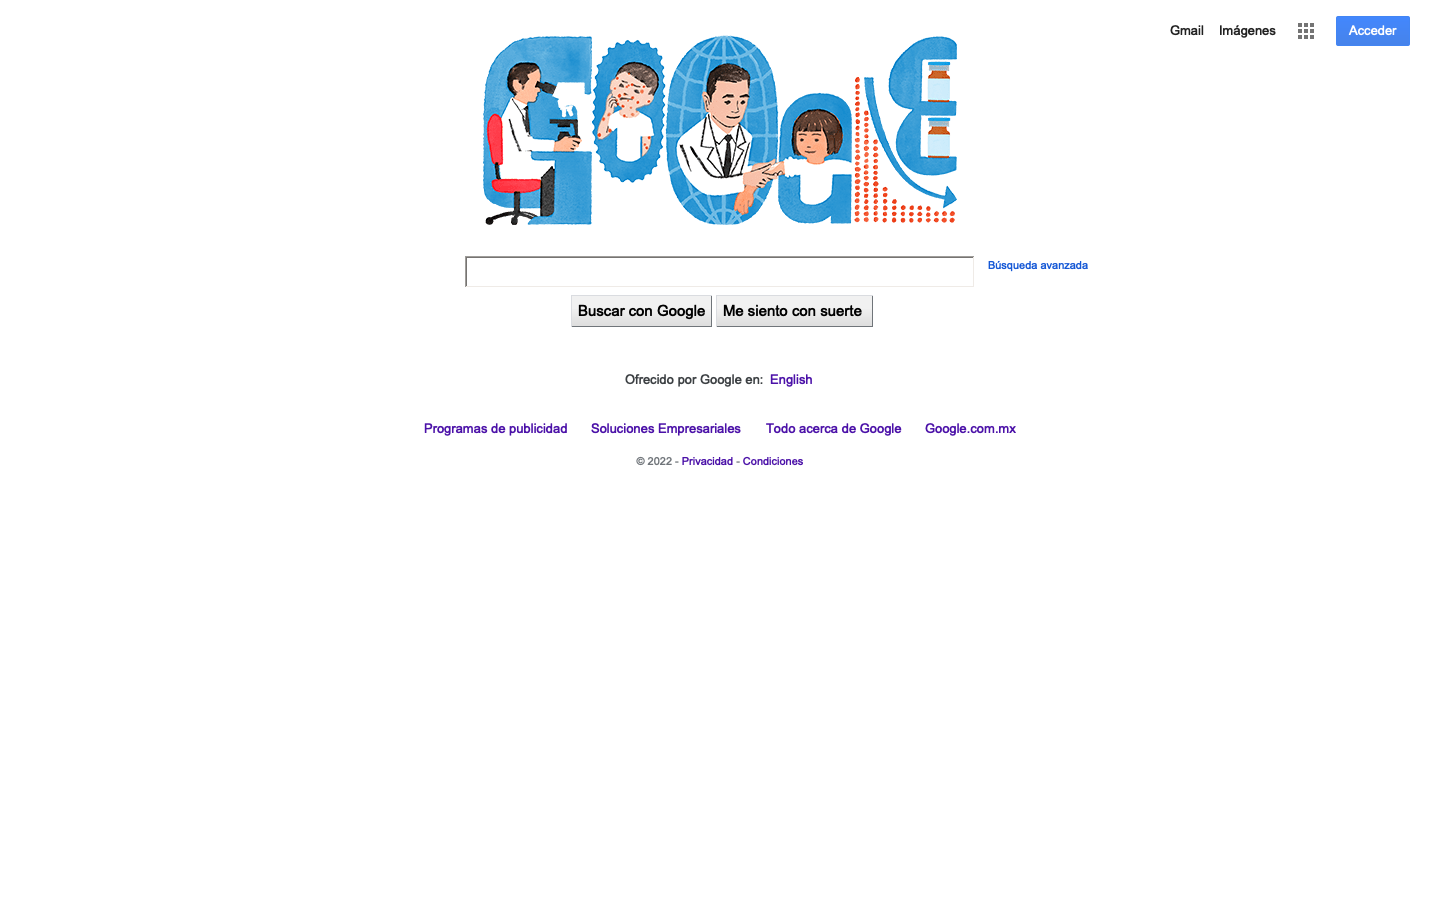 Gmail Imágenes Acceder
Google
Búsqueda avanzada
Buscar con Google Me siento con suerte
Ofrecido por Google en: English
Programas de publicidad Soluciones Empresariales Todo acerca de Google Google.com.mx
© 2022 - Privacidad - Condiciones